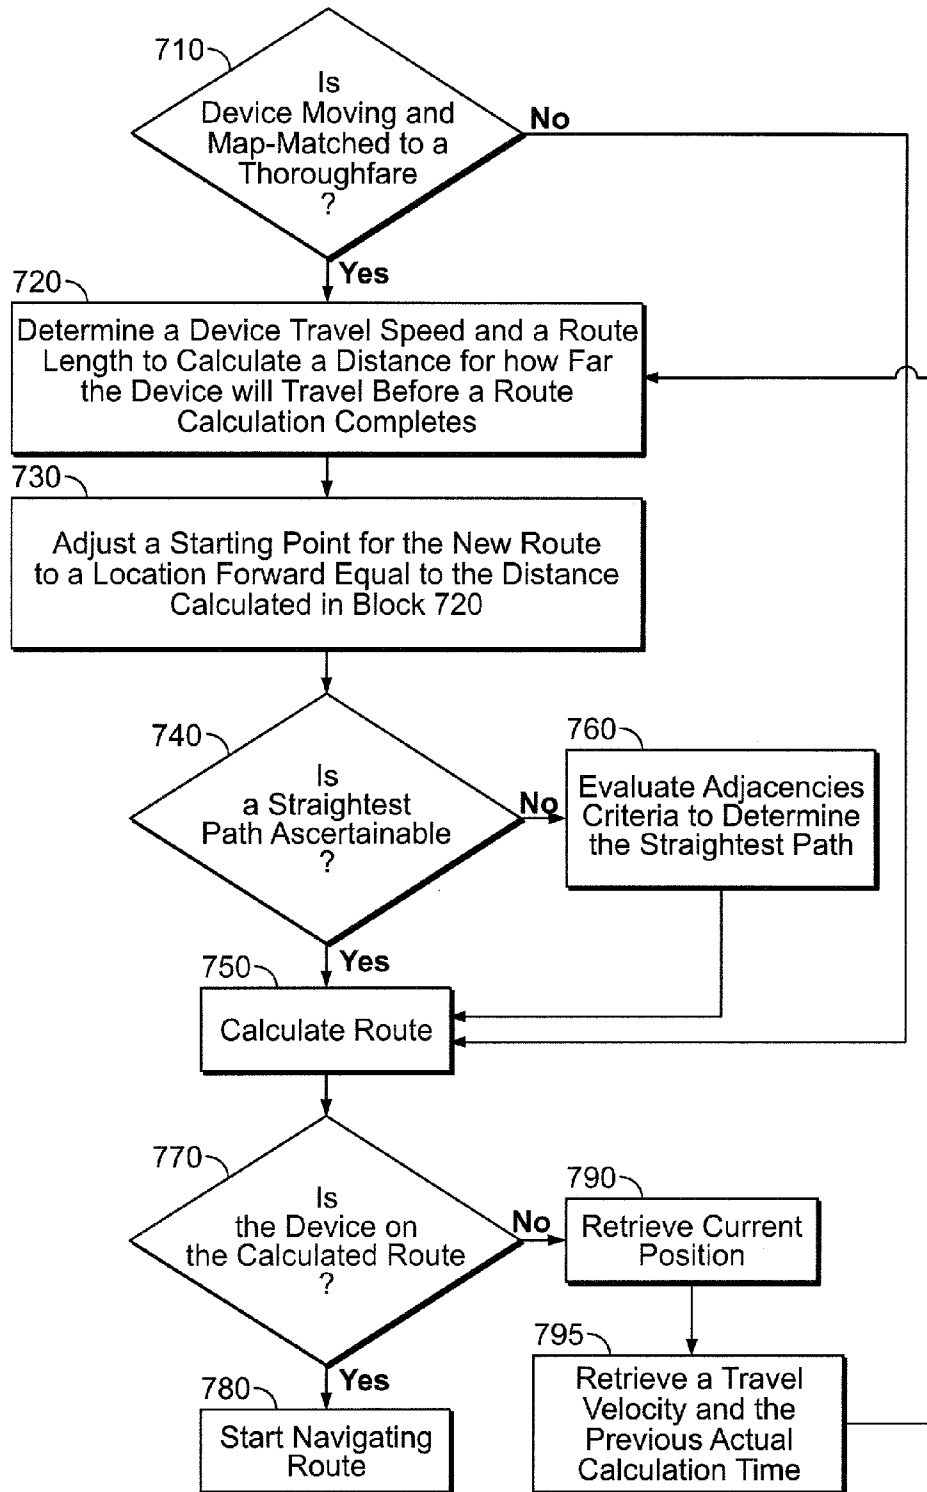 710
Is
Device Moving and
Map-Matched to a
Thoroughfare
?
No
Yes
720
Determine a Device Travel Speed and a Route
Length to Calculate a Distance for how Far
the Device will Travel Before a Route
Calculation Completes
730
Adjust a Starting Point for the New Route
to a Location Forward Equal to the Distance
Calculated in Block 720
740
Is
a Straightest
Path Ascertainable
?
No
760
Evaluate Adjacencies
Criteria to Determine
the Straightest Path
Yes
750
Calculate Route
770
Is
the Device on
the Calculated Route
?
No
790
Retrieve Current
Position
795
Retrieve a Travel
Velocity and the
Previous Actual
Calculation Time
Yes
780
Start Navigating
Route